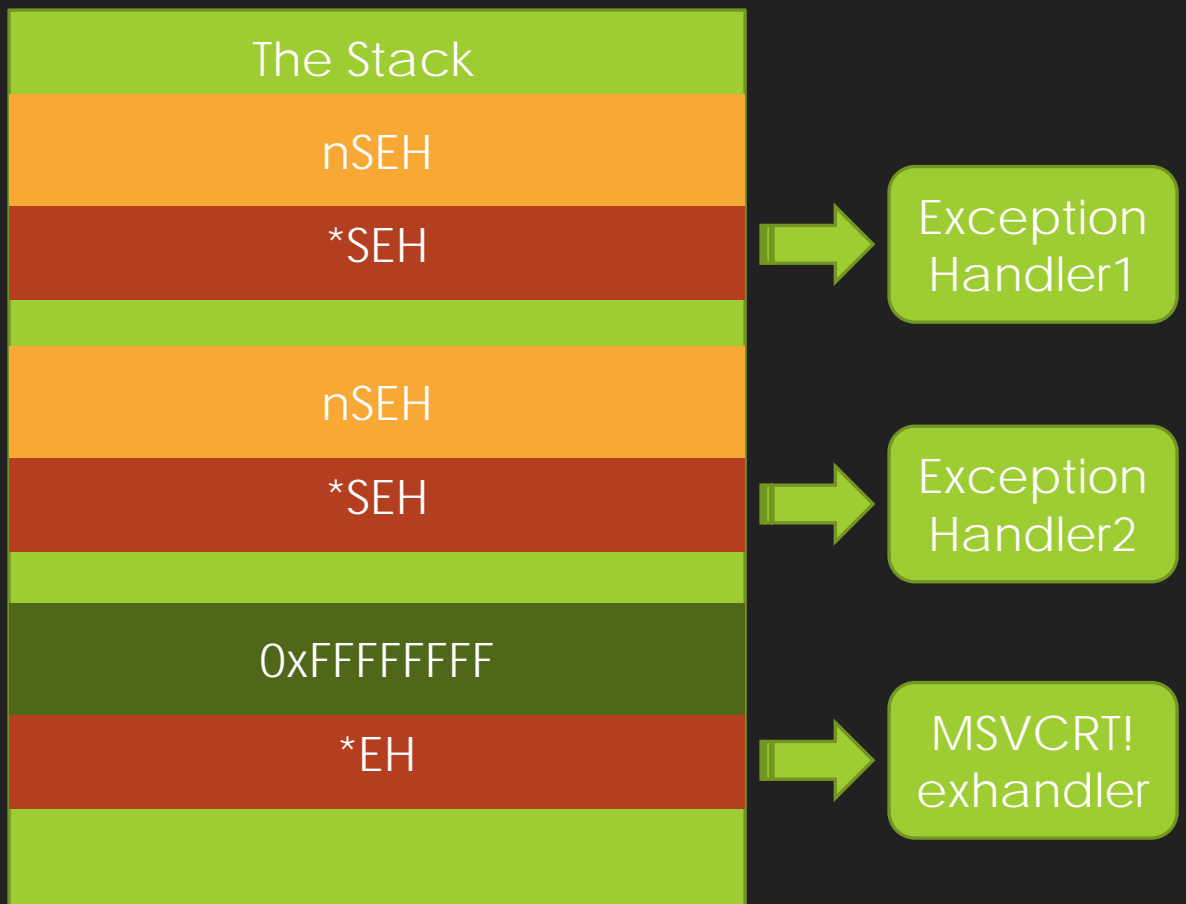 The Stack
nSEH
*SEH
Exception
Handler1
nSEH
*SEH
Exception
Handler2
0xFFFFFFFF
*EH
MSVCRT!
exhandler